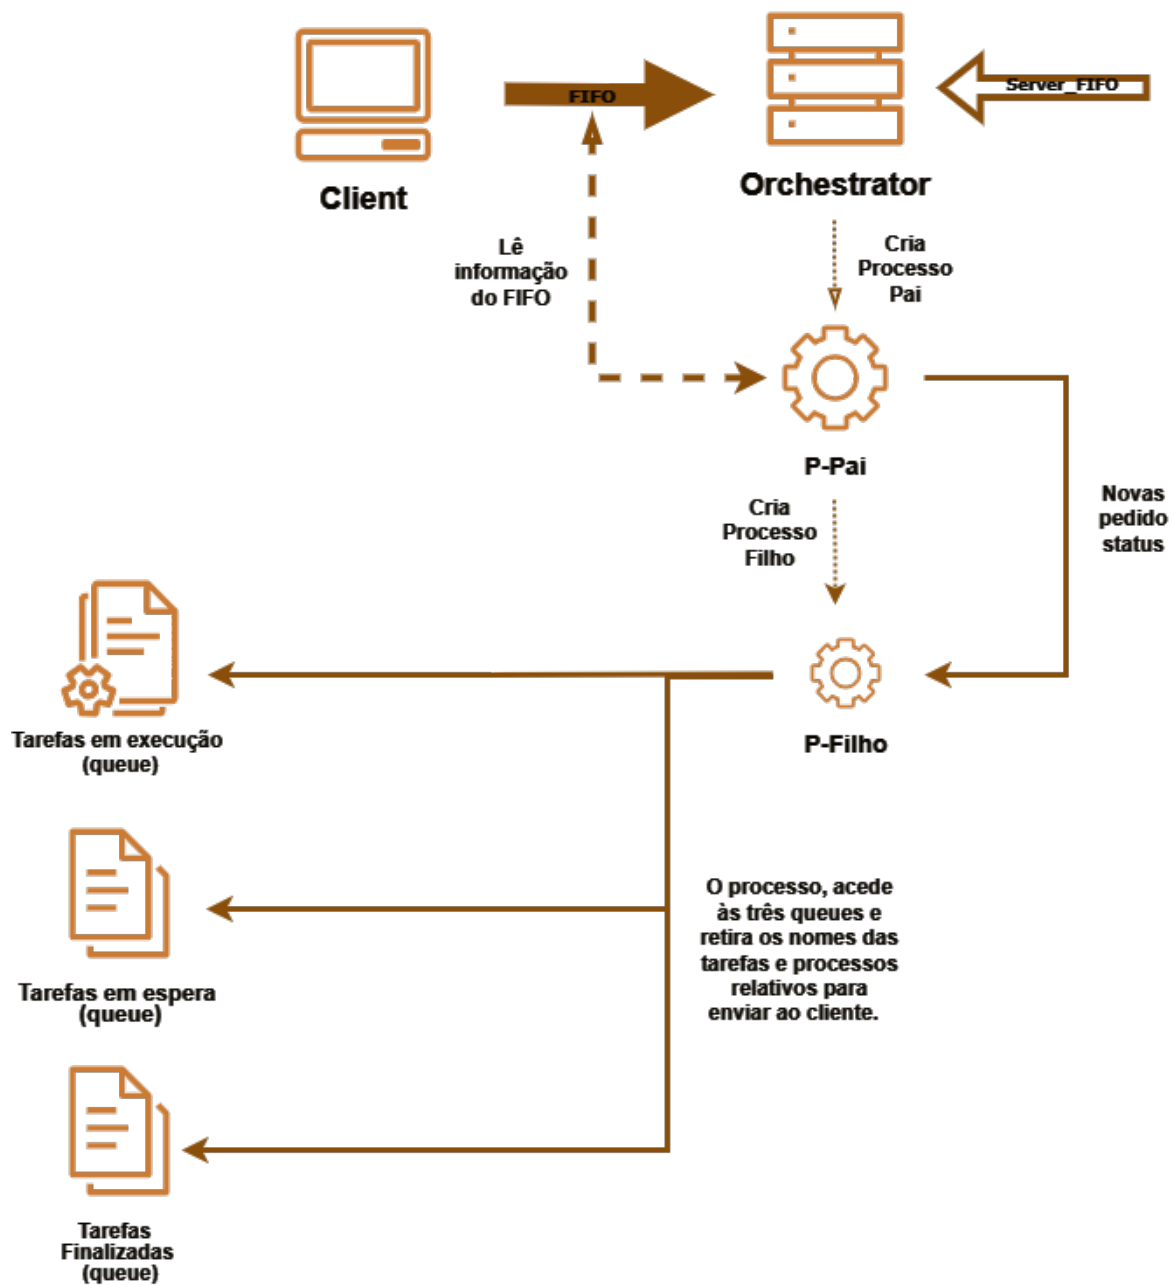 FIFO
Server_FIFO
Client
Orchestrator
Lê
informação
do FIFO
Cria
Processo
Pai
P-Pai
Cria
Processo
Filho
Novas
pedido
status
P-Filho
Tarefas em execução
(queue)
Tarefas em espera
(queue)
O processo, acede
às três queues e
retira os nomes das
tarefas e processos
relativos para
enviar ao cliente.
Tarefas
Finalizadas
(queue)